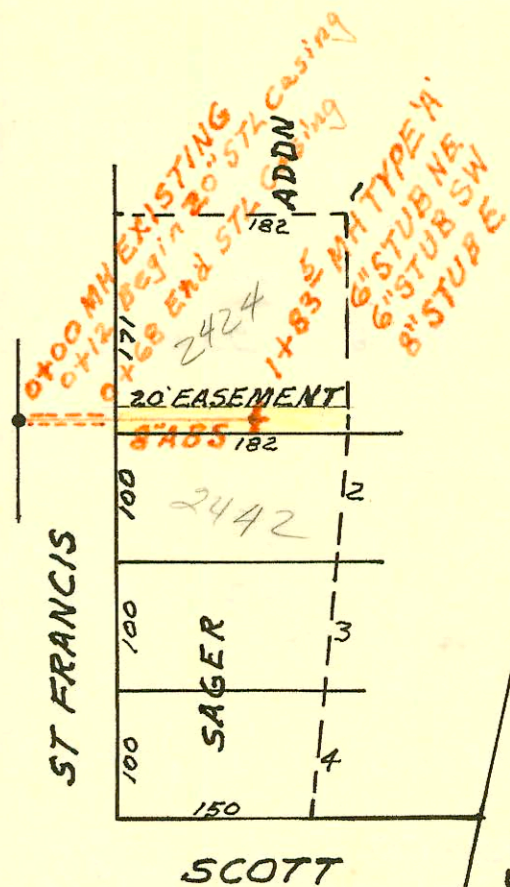 0+00 MH EXISTING
0+12 Begin 20" STL Casing
0+68 End STL Casing
ADDN
1+83 5 MH TYPE 'A'
6" STUB NE
6" STUB SW
8" STUB E
1
182
171
2424
20' EASEMENT
8" ABS
182
100
2
2442
100
3
SAGER
ST FRANCIS
100
4
150
SCOTT